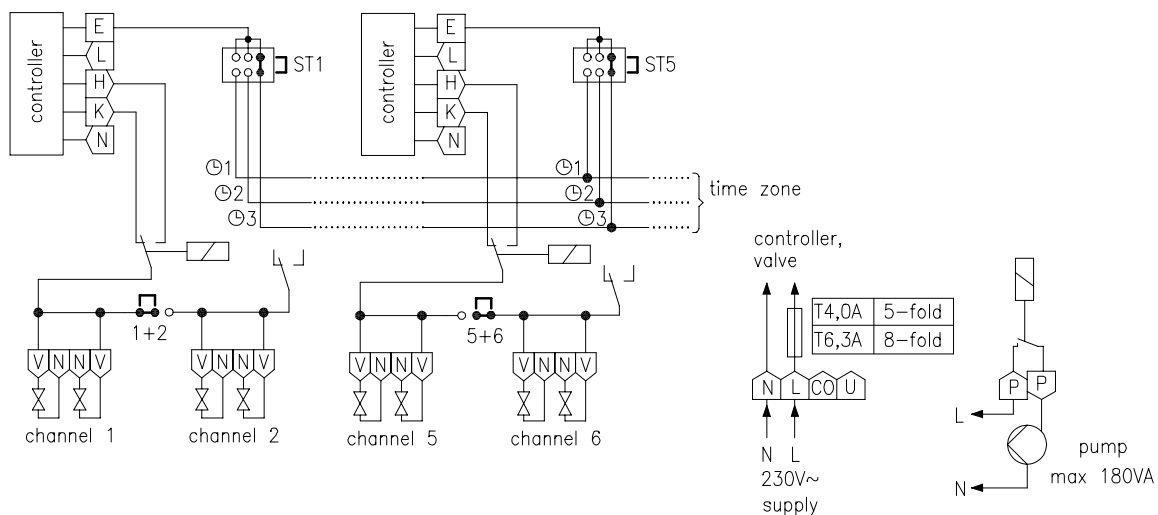 controller
E
L
H
K
N
ST1
controller
E
L
H
K
N
ST5
1
2
3
1
2
3
time zone
1+2
5+6
V N N V
V N N V
V N N V
V N N V
channel 1
channel 2
channel 5
channel 6
controller,
valve
T4,0A 5-fold
T6,3A 8-fold
N L CO U
N L
230V~
supply
P P
L
N
pump
max 180VA